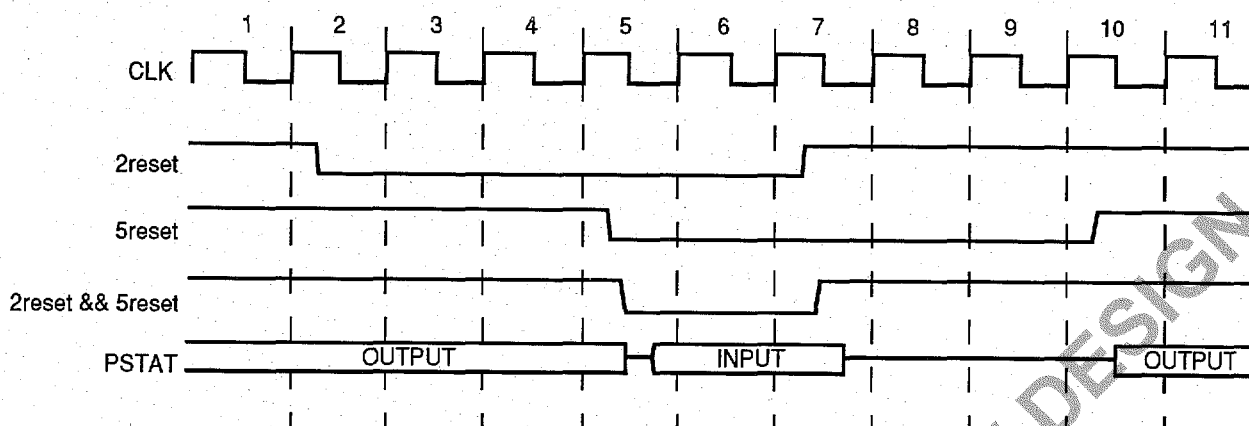 1 2 3 4 5 6 7 8 9 10 11
CLK
2reset
5reset
2reset && 5reset
PSTAT OUTPUT INPUT OUTPUT
DESIGN